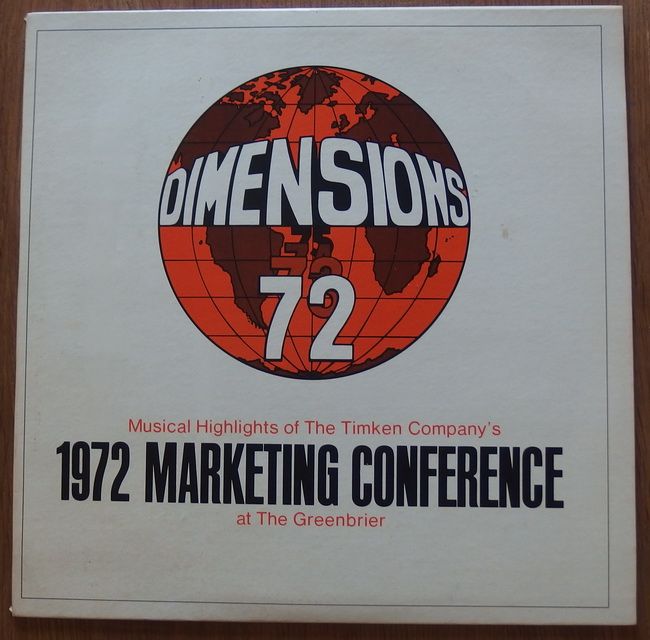 DIMENSIONS
72
Musical Highlights of The Timken Company's
1972 MARKETING CONFERENCE
at The Greenbrier